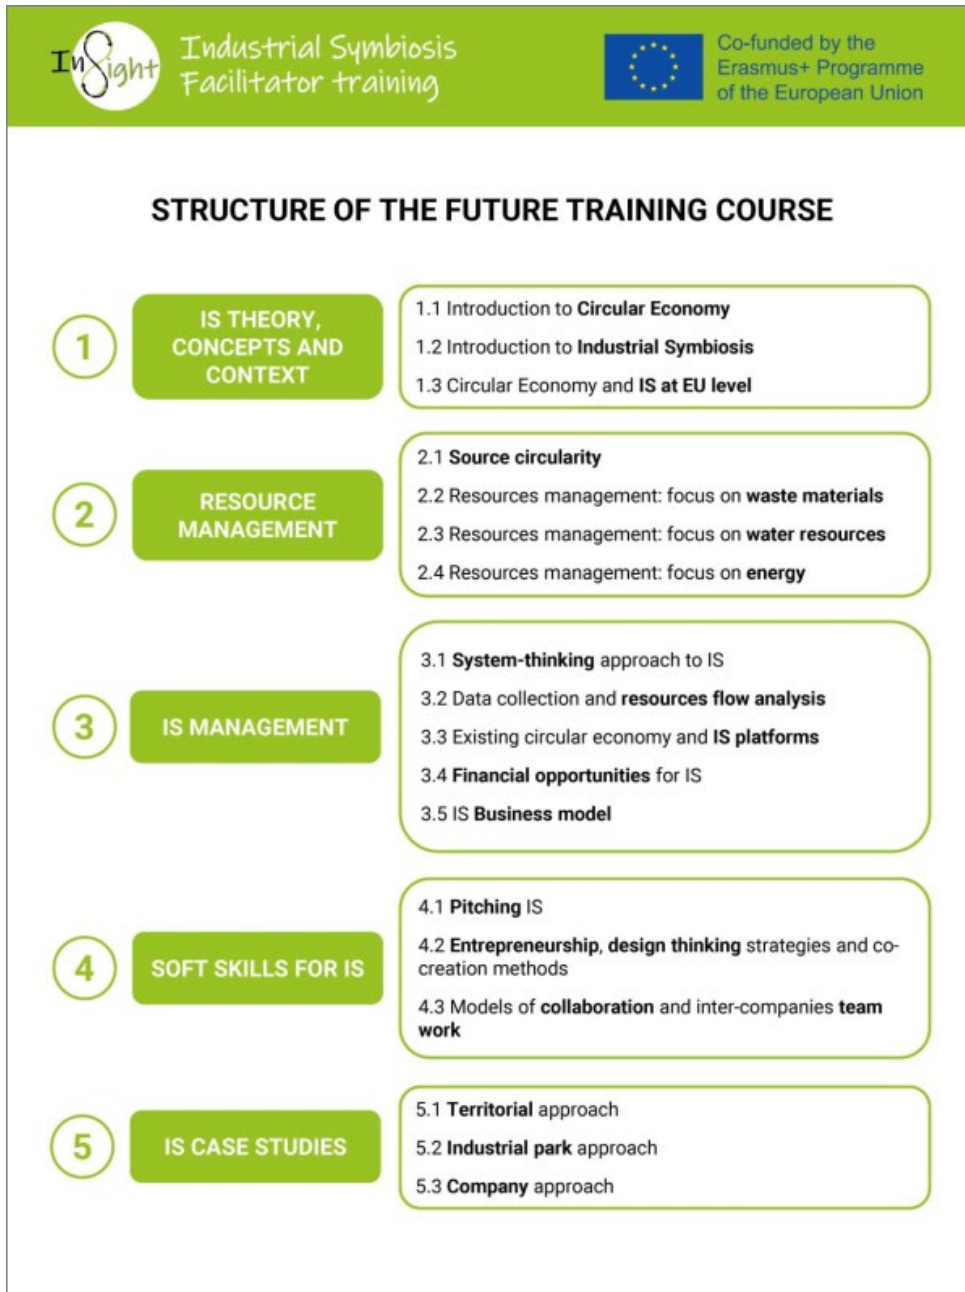 InSight
Industrial Symbiosis
Facilitator training
Co-funded by the
Erasmus+ Programme
of the European Union
STRUCTURE OF THE FUTURE TRAINING COURSE
1
IS THEORY,
CONCEPTS AND
CONTEXT
1.1 Introduction to Circular Economy
1.2 Introduction to Industrial Symbiosis
1.3 Circular Economy and IS at EU level
2
RESOURCE
MANAGEMENT
2.1 Source circularity
2.2 Resources management: focus on waste materials
2.3 Resources management: focus on water resources
2.4 Resources management: focus on energy
3
IS MANAGEMENT
3.1 System-thinking approach to IS
3.2 Data collection and resources flow analysis
3.3 Existing circular economy and IS platforms
3.4 Financial opportunities for IS
3.5 IS Business model
4
SOFT SKILLS FOR IS
4.1 Pitching IS
4.2 Entrepreneurship, design thinking strategies and co-
creation methods
4.3 Models of collaboration and inter-companies team
work
5
IS CASE STUDIES
5.1 Territorial approach
5.2 Industrial park approach
5.3 Company approach